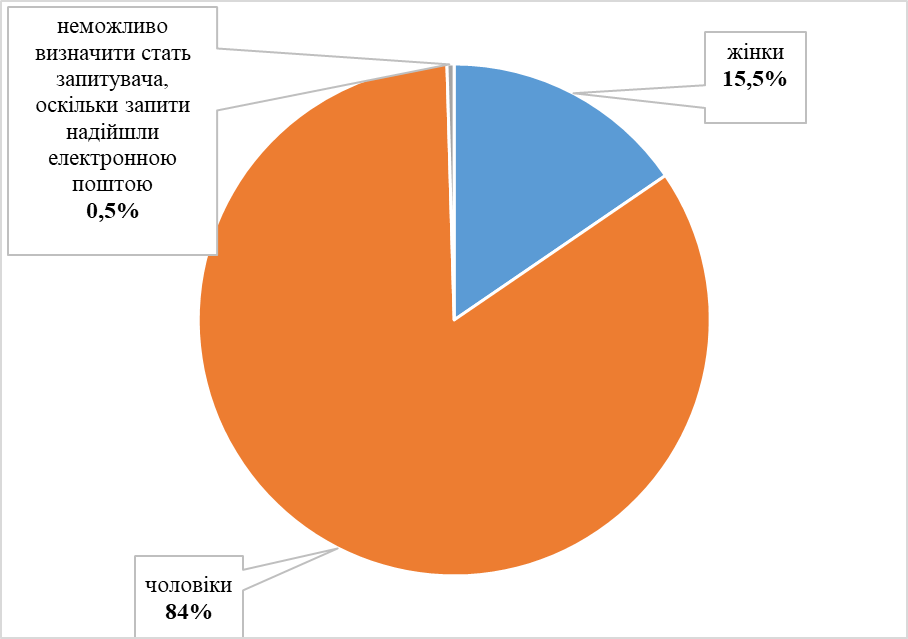 неможливо
визначити стать
запитувача,
оскільки запити
надійшли
електронною
поштою
0,5%
жінки
15,5%
чоловіки
84%